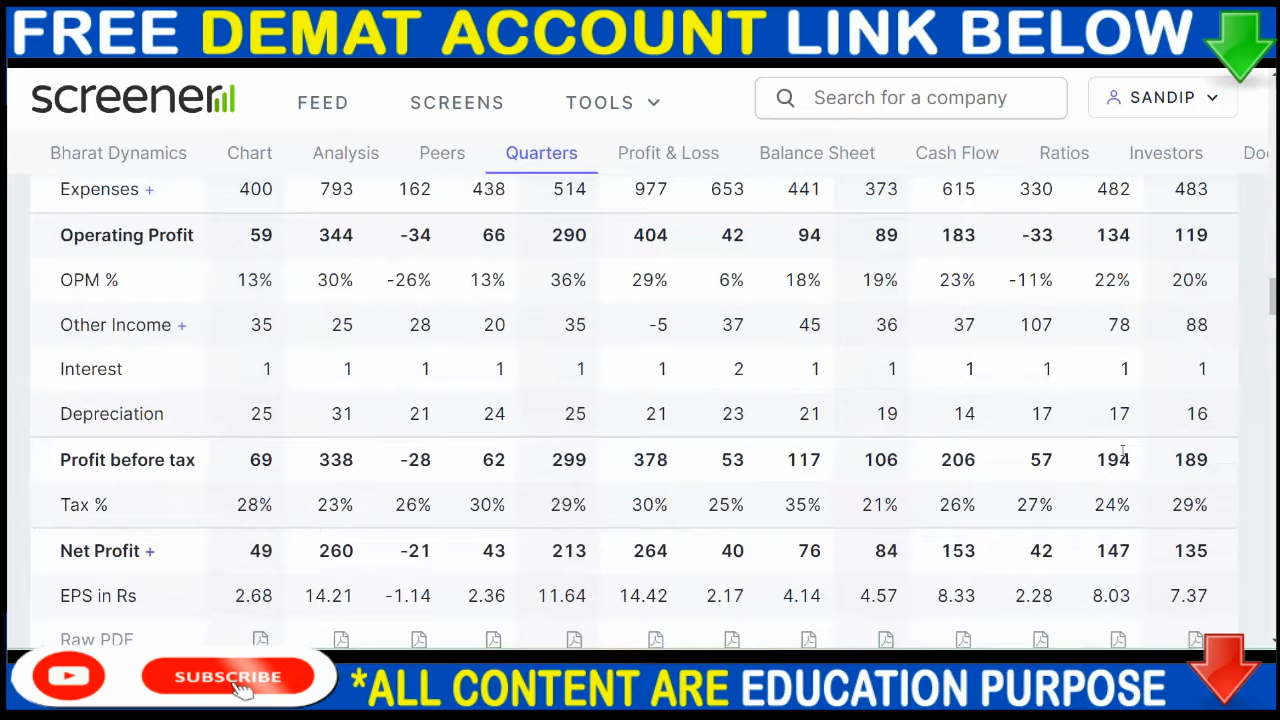 FREE DEMAT ACCOUNT LINK BELOW
screener FEED SCREENS TOOLS Search for a company SANDIP
Bharat Dynamics Chart Analysis Peers Quarters Profit & Loss Balance Sheet Cash Flow Ratios Investors Doc
Expenses + 400 793 162 438 514 977 653 441 373 615 330 482 483
Operating Profit 59 344 -34 66 290 404 42 94 89 183 -33 134 119
OPM % 13% 30% -26% 13% 36% 29% 6% 18% 19% 23% -11% 22% 20%
Other Income + 35 25 28 20 35 -5 37 45 36 37 107 78 88
Interest 1 1 1 1 1 1 2 1 1 1 1 1 1
Depreciation 25 31 21 24 25 21 23 21 19 14 17 17 16
Profit before tax 69 338 -28 62 299 378 53 117 106 206 57 194 189
Tax % 28% 23% 26% 30% 29% 30% 25% 35% 21% 26% 27% 24% 29%
Net Profit + 49 260 -21 43 213 264 40 76 84 153 42 147 135
EPS in Rs 2.68 14.21 -1.14 2.36 11.64 14.42 2.17 4.14 4.57 8.33 2.28 8.03 7.37
Raw PDF
SUBSCRIBE
*ALL CONTENT ARE EDUCATION PURPOSE